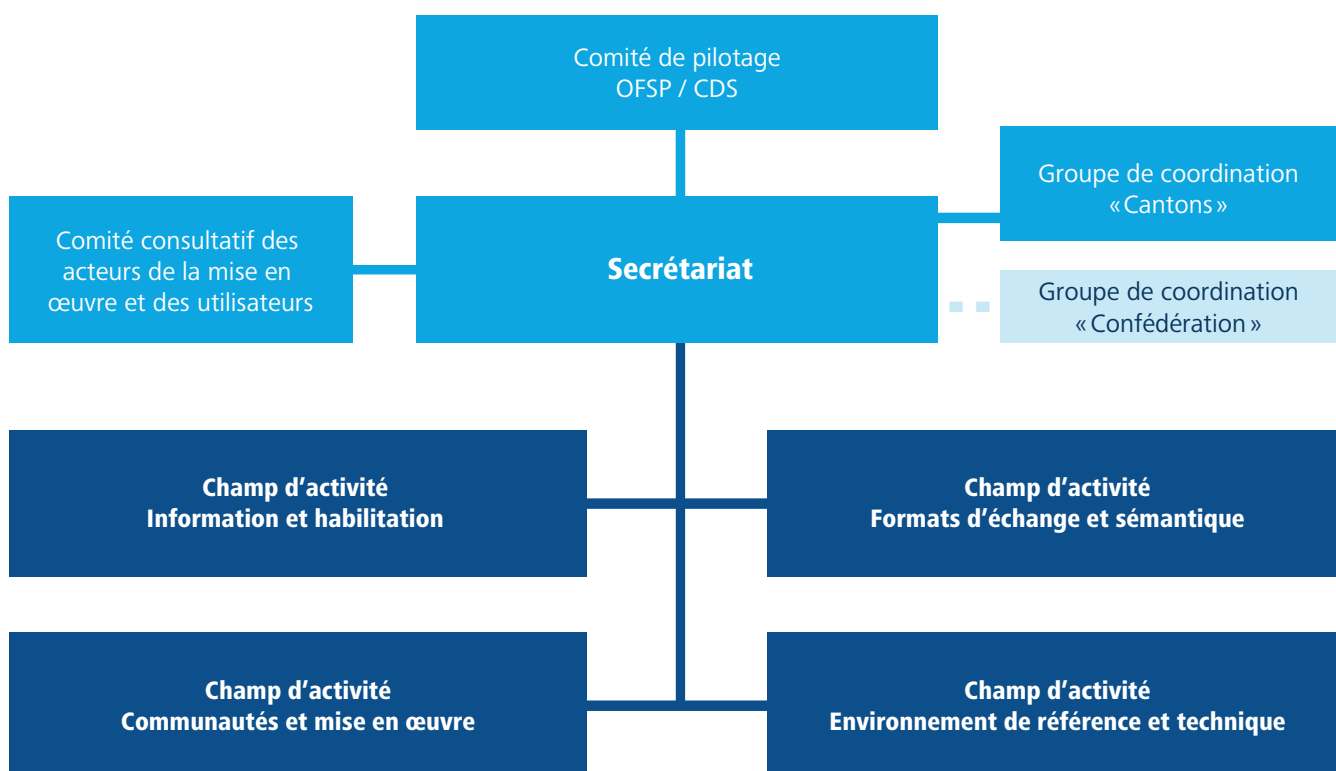 Comité de pilotage
OFSP / CDS
Groupe de coordination
«Cantons»
Comité consultatif des
acteurs de la mise en
œuvre et des utilisateurs
Secrétariat
Groupe de coordination
«Confédération»
Champ d’activité
Information et habilitation
Champ d’activité
Formats d’échange et sémantique
Champ d’activité
Communautés et mise en œuvre
Champ d’activité
Environnement de référence et technique